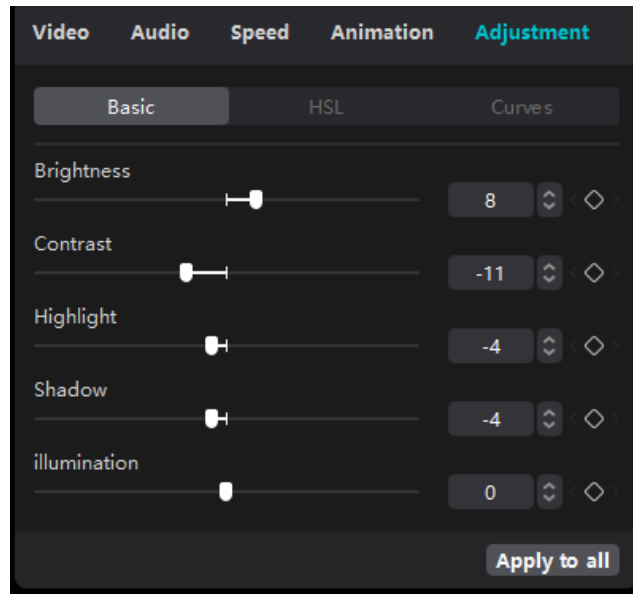 Video Audio Speed Animation Adjustment
Basic HSL Curves
Brightness
8
Contrast
-11
Highlight
-4
Shadow
-4
illumination
0
Apply to all